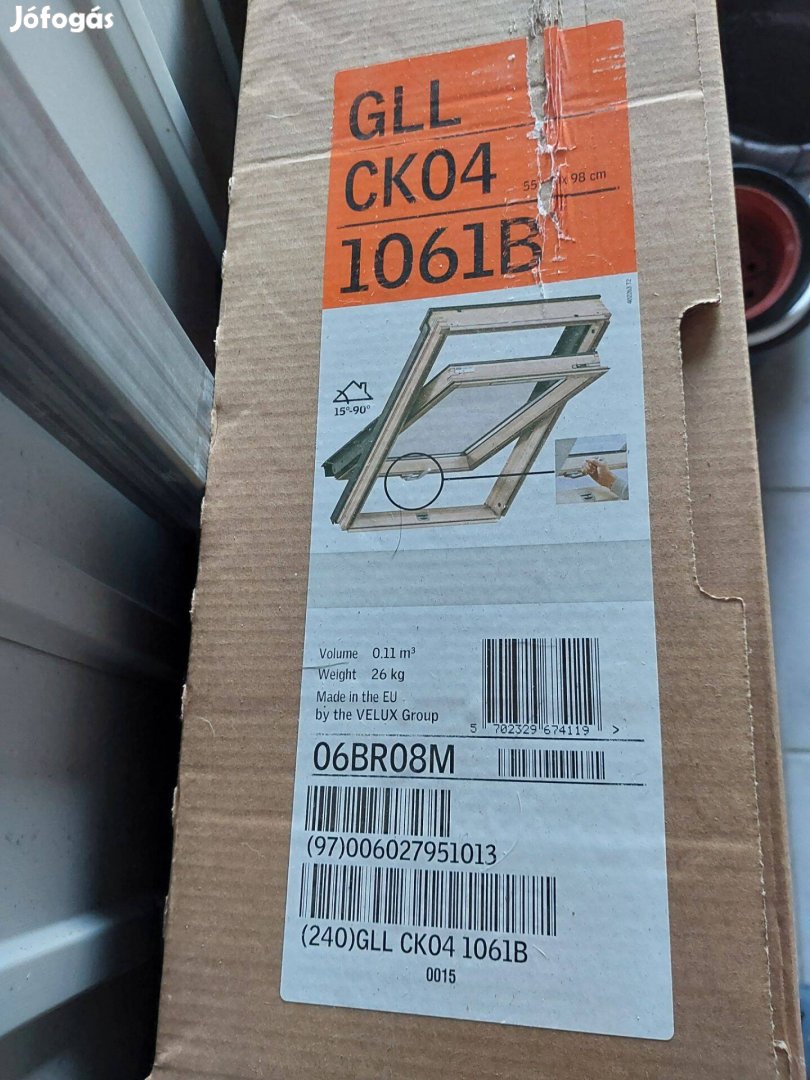 Jófogás
GLL
CK04
55 x 98 cm
1061B
40226372
15°-90°
Volume 0.11 m³
Weight 26 kg
Made in the EU
by the VELUX Group
5 702329 674119 >
06BR08M
(97)006027951013
(240)GLL CK04 1061B
0015